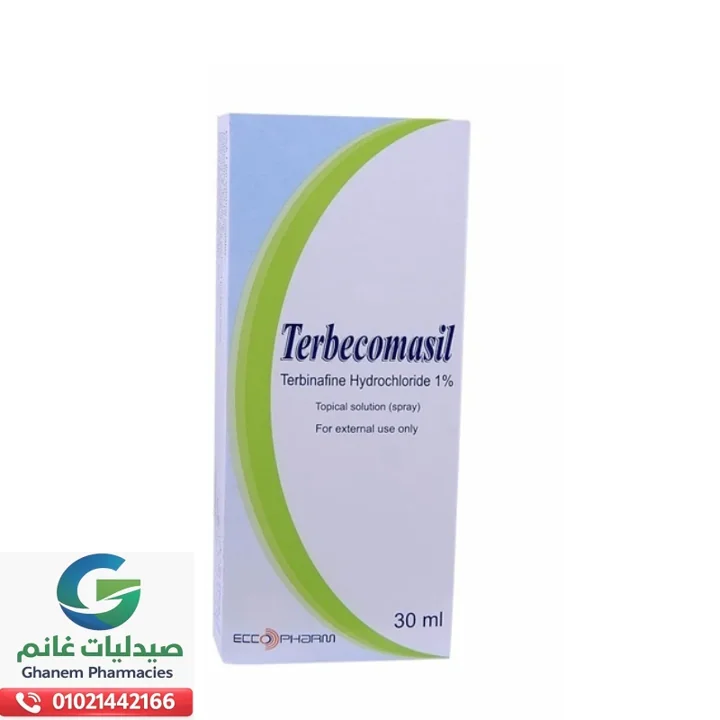 Terbecomasil
Terbinafine Hydrochloride 1%
Topical solution (spray)
For external use only
30 ml
ECCOPHARM
صيدليات غانم
Ghanem Pharmacies
01021442166